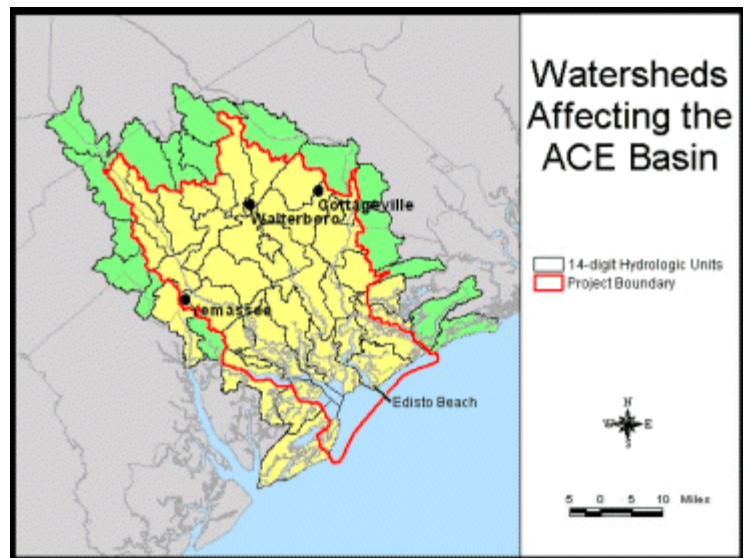 Watersheds
Affecting the
ACE Basin
Cottageville
Walterboro
14-digit Hydrologic Units
Project Boundary
Yemassee
Edisto Beach
N
W E
S
5 0 5 10 Miles